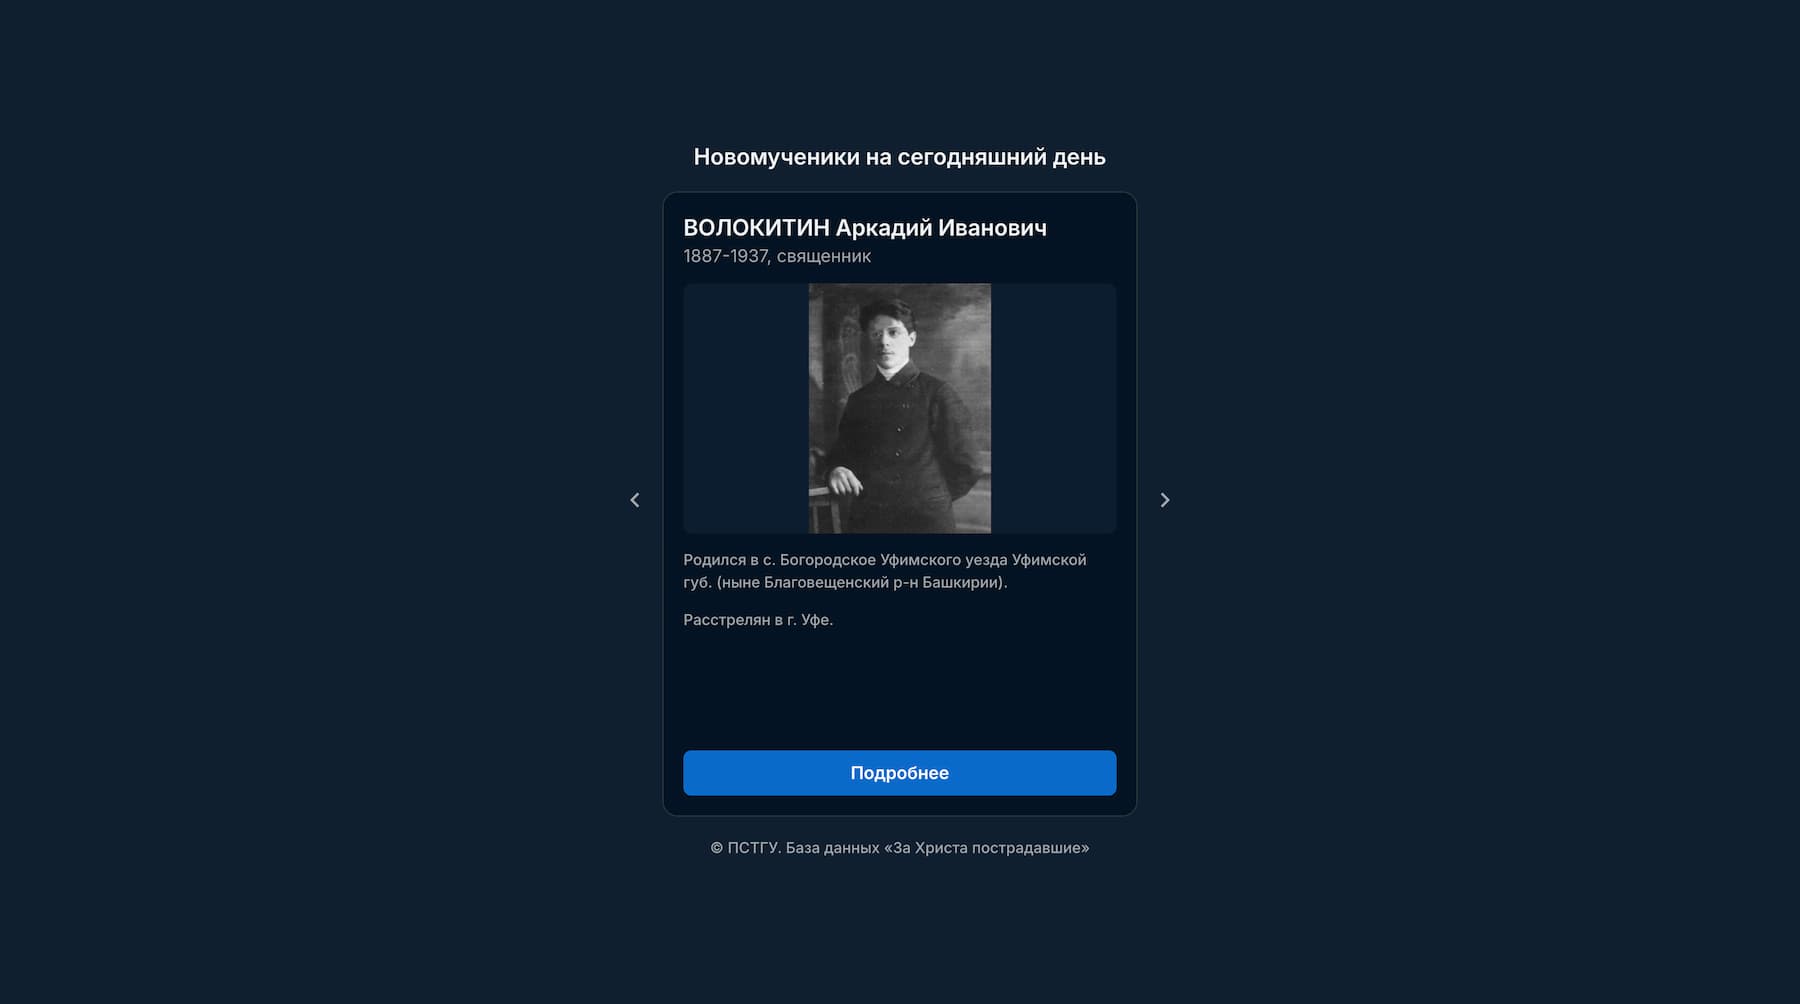 Новомученики на сегодняшний день
ВОЛОКИТИН Аркадий Иванович
1887-1937, священник
Родился в с. Богородское Уфимского уезда Уфимской
губ. (ныне Благовещенский р-н Башкирии).
Расстрелян в г. Уфе.
Подробнее
© ПСТГУ. База данных «За Христа пострадавшие»